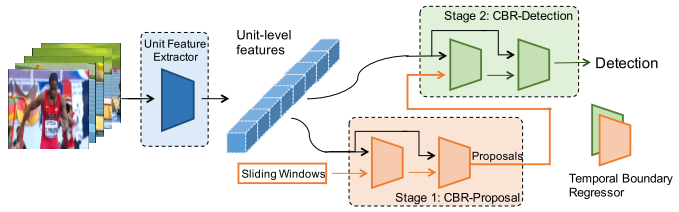 Unit Feature
Extractor
Unit-level
features
Stage 2: CBR-Detection
Detection
Sliding Windows
Proposals
Stage 1: CBR-Proposal
Temporal Boundary
Regressor